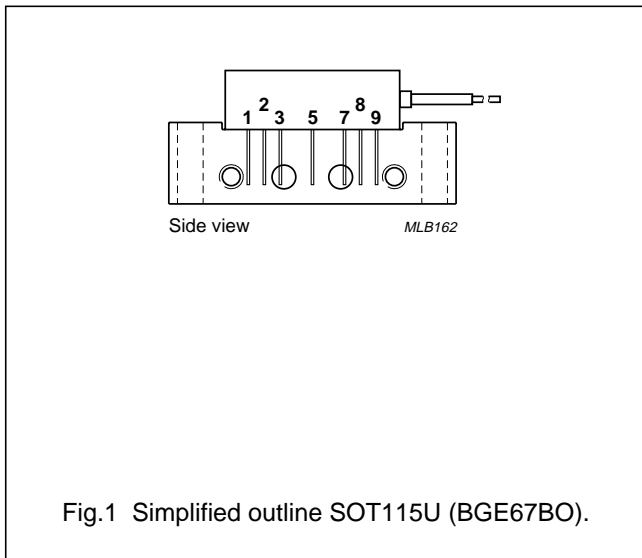 1 2 3 5 7 8 9
Side view MLB162
Fig.1 Simplified outline SOT115U (BGE67BO).